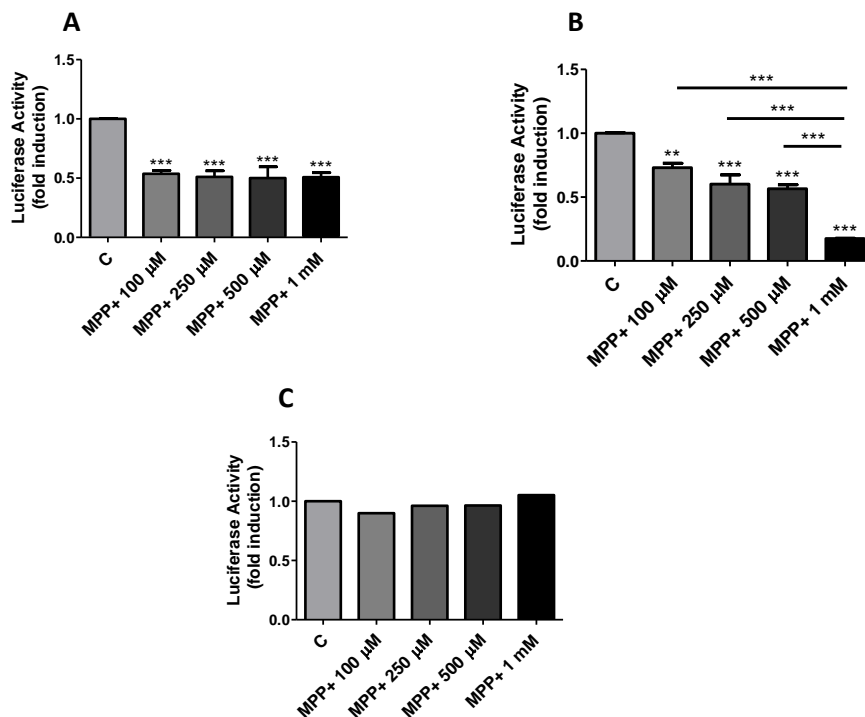 A
Luciferase Activity
(fold induction)
1.5
1.0
0.5
0.0
***
***
***
***
C
MPP+ 100 µM
MPP+ 250 µM
MPP+ 500 µM
MPP+ 1 mM
B
Luciferase Activity
(fold induction)
1.5
1.0
0.5
0.0
***
***
***
**
***
***
***
C
MPP+ 100 µM
MPP+ 250 µM
MPP+ 500 µM
MPP+ 1 mM
C
Luciferase Activity
(fold induction)
1.5
1.0
0.5
0.0
C
MPP+ 100 µM
MPP+ 250 µM
MPP+ 500 µM
MPP+ 1 mM